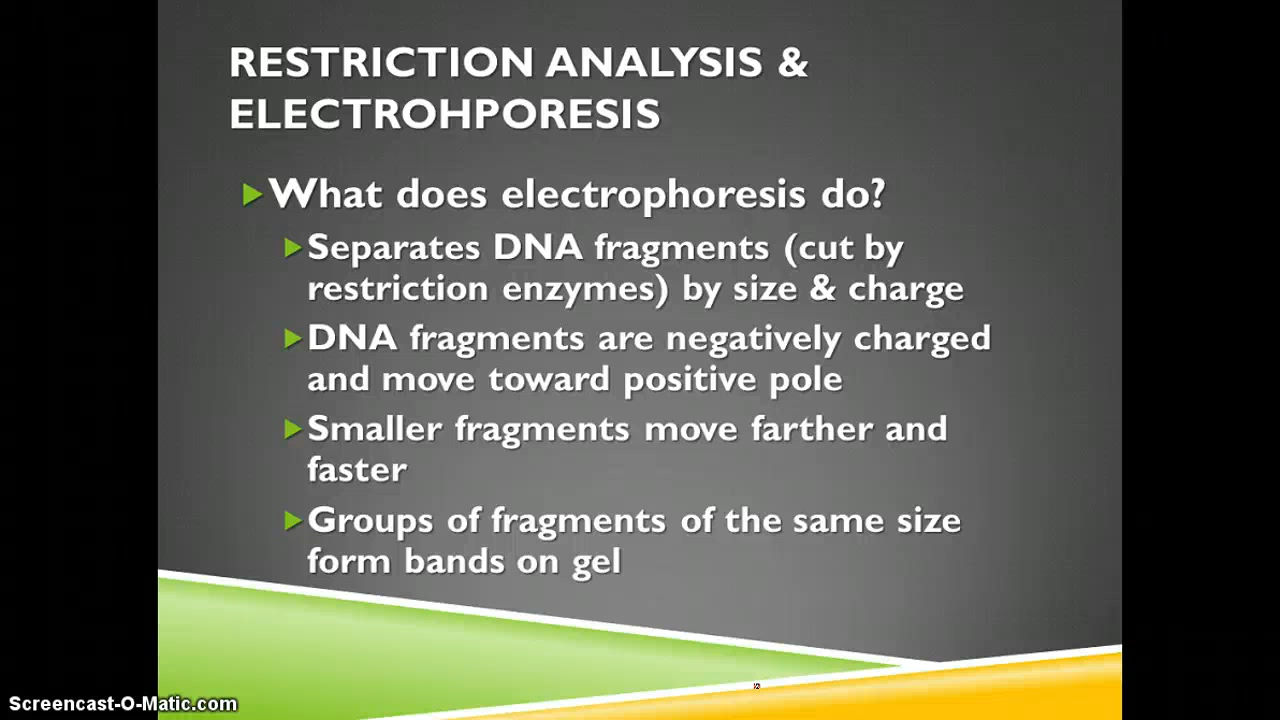 RESTRICTION ANALYSIS &
ELECTROHPORESIS
What does electrophoresis do?
Separates DNA fragments (cut by
restriction enzymes) by size & charge
DNA fragments are negatively charged
and move toward positive pole
Smaller fragments move farther and
faster
Groups of fragments of the same size
form bands on gel
Screencast-O-Matic.com